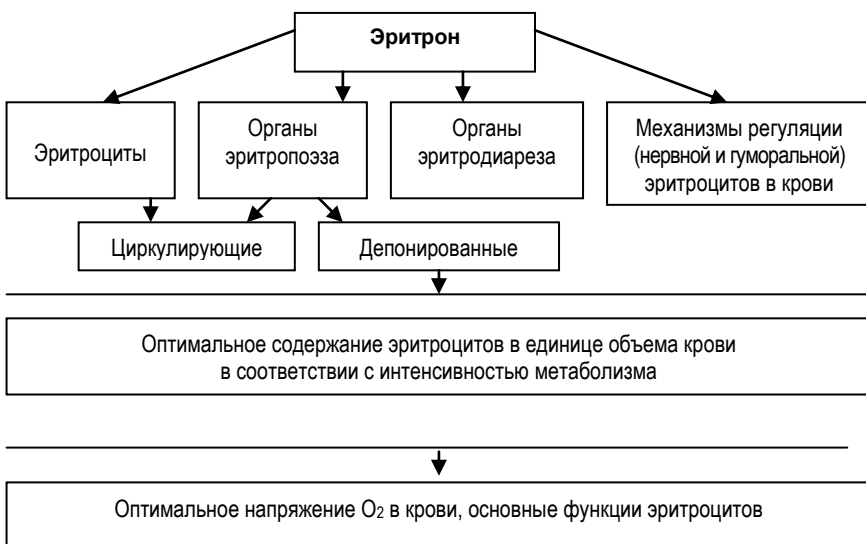 Эритрон
Эритроциты
Органы
эритропоэза
Органы
эритродиареза
Механизмы регуляции
(нервной и гуморальной)
эритроцитов в крови
Циркулирующие
Депонированные
Оптимальное содержание эритроцитов в единице объема крови
в соответствии с интенсивностью метаболизма
Оптимальное напряжение O₂ в крови, основные функции эритроцитов